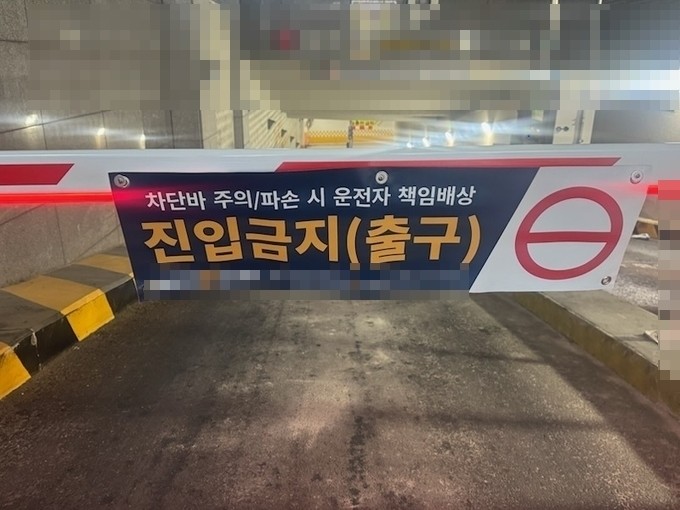 차단바 주의/파손 시 운전자 책임배상
진입금지(출구)